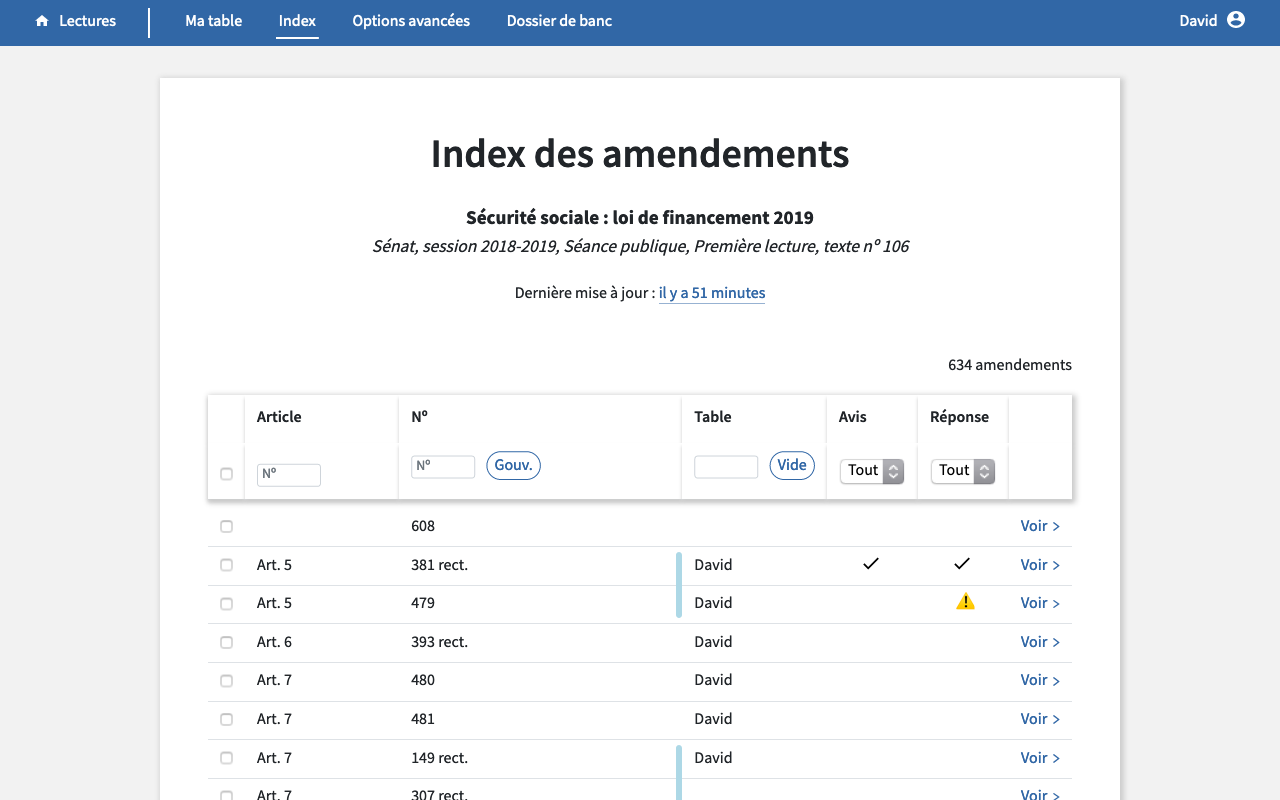 Lectures Ma table Index Options avancées Dossier de banc David
Index des amendements
Sécurité sociale : loi de financement 2019
Sénat, session 2018-2019, Séance publique, Première lecture, texte nº 106
Dernière mise à jour : il y a 51 minutes
634 amendements
Article Nº Table Avis Réponse
Nº Nº Gouv. Vide Tout Tout
608 Voir >
Art. 5 381 rect. David Voir >
Art. 5 479 David Voir >
Art. 6 393 rect. David Voir >
Art. 7 480 David Voir >
Art. 7 481 David Voir >
Art. 7 149 rect. David Voir >
Art. 7 307 rect. Voir >